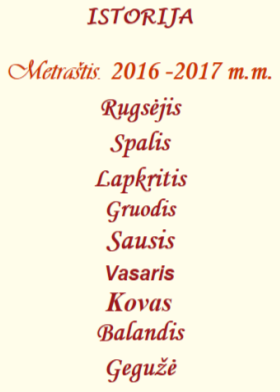 ISTORIJA
Metraštis. 2016 -2017 m.m.
Rugsėjis
Spalis
Lapkritis
Gruodis
Sausis
Vasaris
Kovas
Balandis
Gegužė